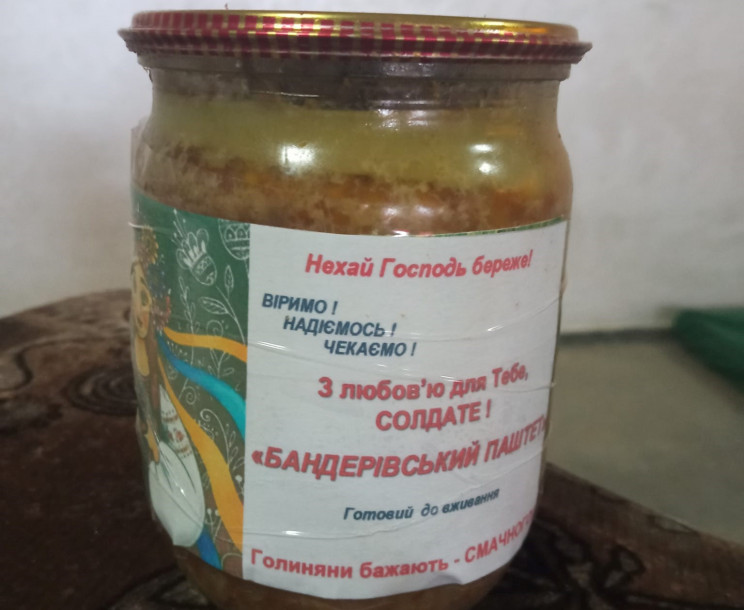 Нехай Господь береже!
ВІРИМО !
НАДІЄМОСЬ !
ЧЕКАЄМО !
З любов'ю для Тебе,
СОЛДАТЕ !
«БАНДЕРІВСЬКИЙ ПАШТЕТ»
Готовий до вживання
Голиняни бажають - СМАЧНОГО